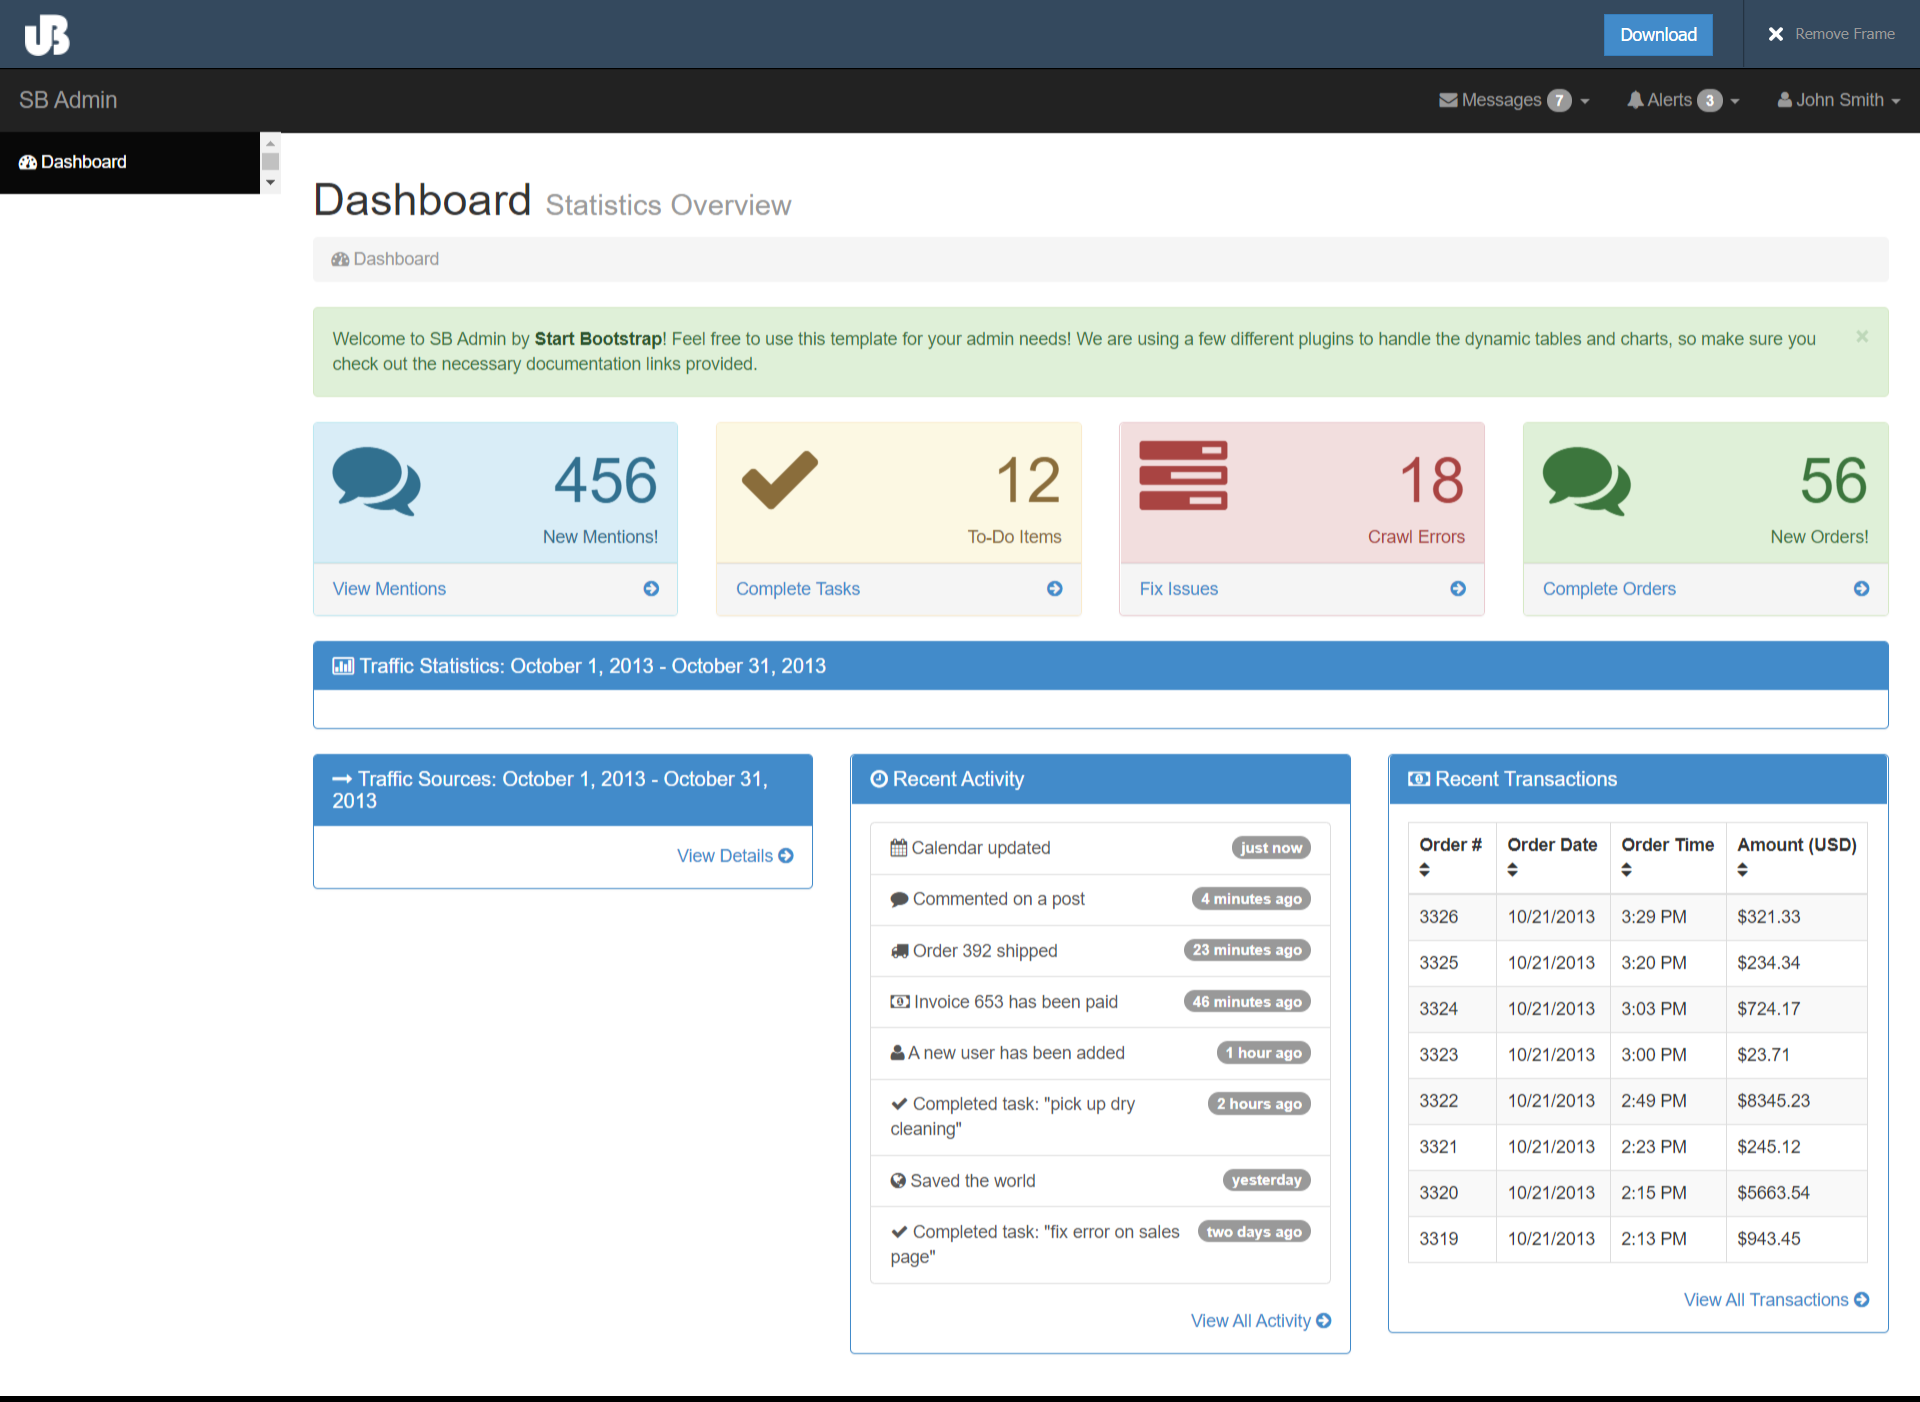 Download
Remove Frame
SB Admin
Messages 7
Alerts 3
John Smith
Dashboard
Dashboard Statistics Overview
Dashboard
Welcome to SB Admin by Start Bootstrap! Feel free to use this template for your admin needs! We are using a few different plugins to handle the dynamic tables and charts, so make sure you
check out the necessary documentation links provided.
×
456
New Mentions!
View Mentions
12
To-Do Items
Complete Tasks
18
Crawl Errors
Fix Issues
56
New Orders!
Complete Orders
Traffic Statistics: October 1, 2013 - October 31, 2013
Traffic Sources: October 1, 2013 - October 31,
2013
View Details
Recent Activity
Calendar updated just now
Commented on a post 4 minutes ago
Order 392 shipped 23 minutes ago
Invoice 653 has been paid 46 minutes ago
A new user has been added 1 hour ago
Completed task: "pick up dry 2 hours ago
cleaning"
Saved the world yesterday
Completed task: "fix error on sales two days ago
page"
View All Activity
Recent Transactions
Order # Order Date Order Time Amount (USD)
3326 10/21/2013 3:29 PM $321.33
3325 10/21/2013 3:20 PM $234.34
3324 10/21/2013 3:03 PM $724.17
3323 10/21/2013 3:00 PM $23.71
3322 10/21/2013 2:49 PM $8345.23
3321 10/21/2013 2:23 PM $245.12
3320 10/21/2013 2:15 PM $5663.54
3319 10/21/2013 2:13 PM $943.45
View All Transactions